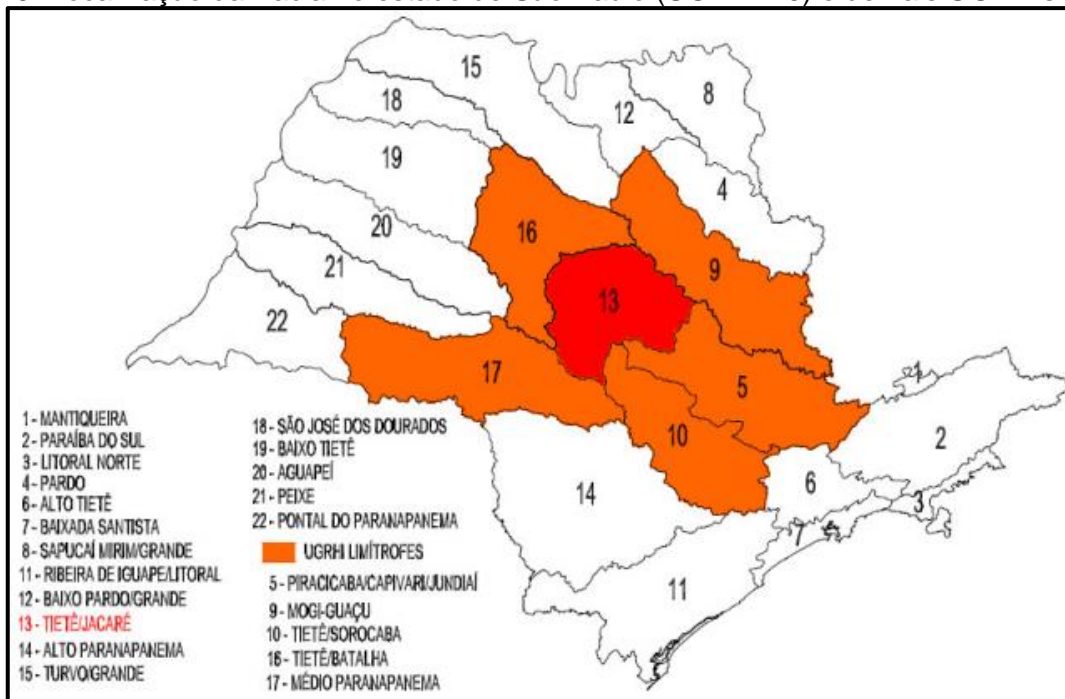 15
18
12
8
19
4
20
16
9
21
13
22
17
5
1
10
2
14
6
3
7
11
1 - MANTIQUEIRA
2 - PARAÍBA DO SUL
3 - LITORAL NORTE
4 - PARDO
6 - ALTO TIETÊ
7 - BAIXADA SANTISTA
8 - SAPUCAÍ MIRIM/GRANDE
11 - RIBEIRA DE IGUAPE/LITORAL
12 - BAIXO PARDO/GRANDE
13 - TIETÊ/JACARÉ
14 - ALTO PARANAPANEMA
15 - TURVO/GRANDE
18 - SÃO JOSÉ DOS DOURADOS
19 - BAIXO TIETÊ
20 - AGUAPEÍ
21 - PEIXE
22 - PONTAL DO PARANAPANEMA
UGRHI LIMÍTROFES
5 - PIRACICABA/CAPIVARI/JUNDIAÍ
9 - MOGI-GUAÇU
10 - TIETÊ/SOROCABA
16 - TIETÊ/BATALHA
17 - MÉDIO PARANAPANEMA